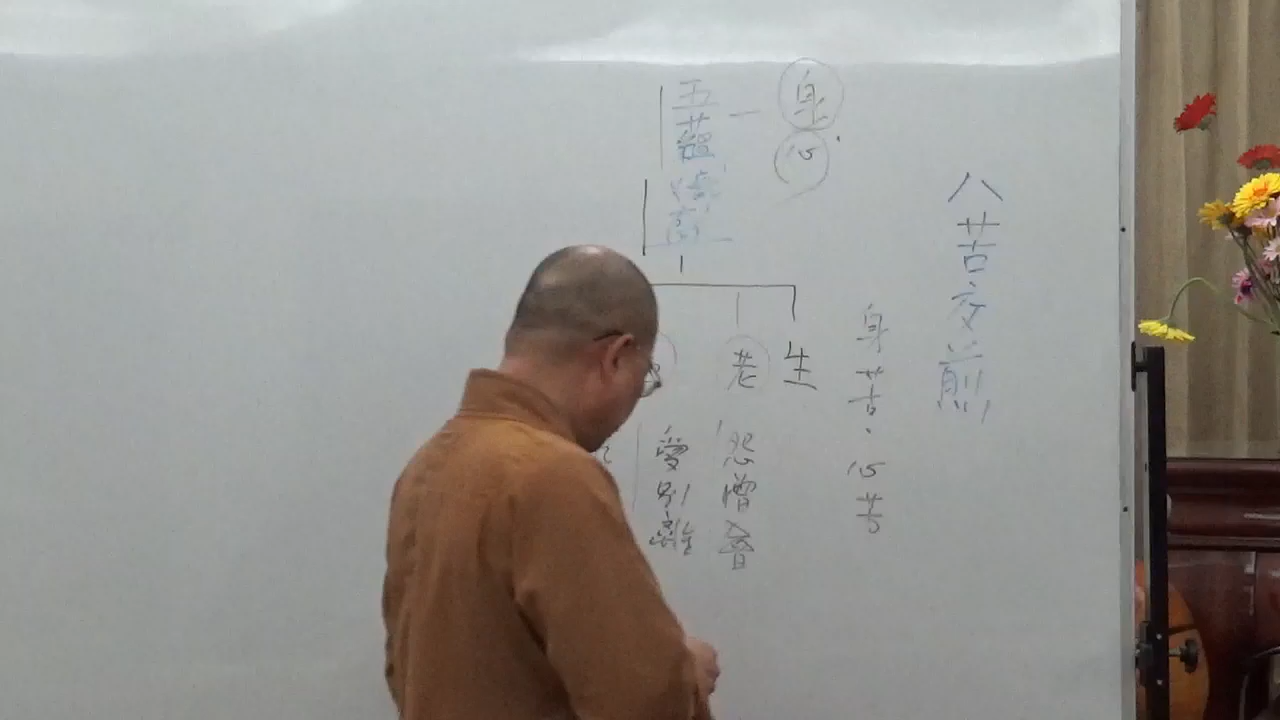 八苦交煎
身苦、心苦
身心
五蘊熾盛
生
老
怨憎會
愛別離